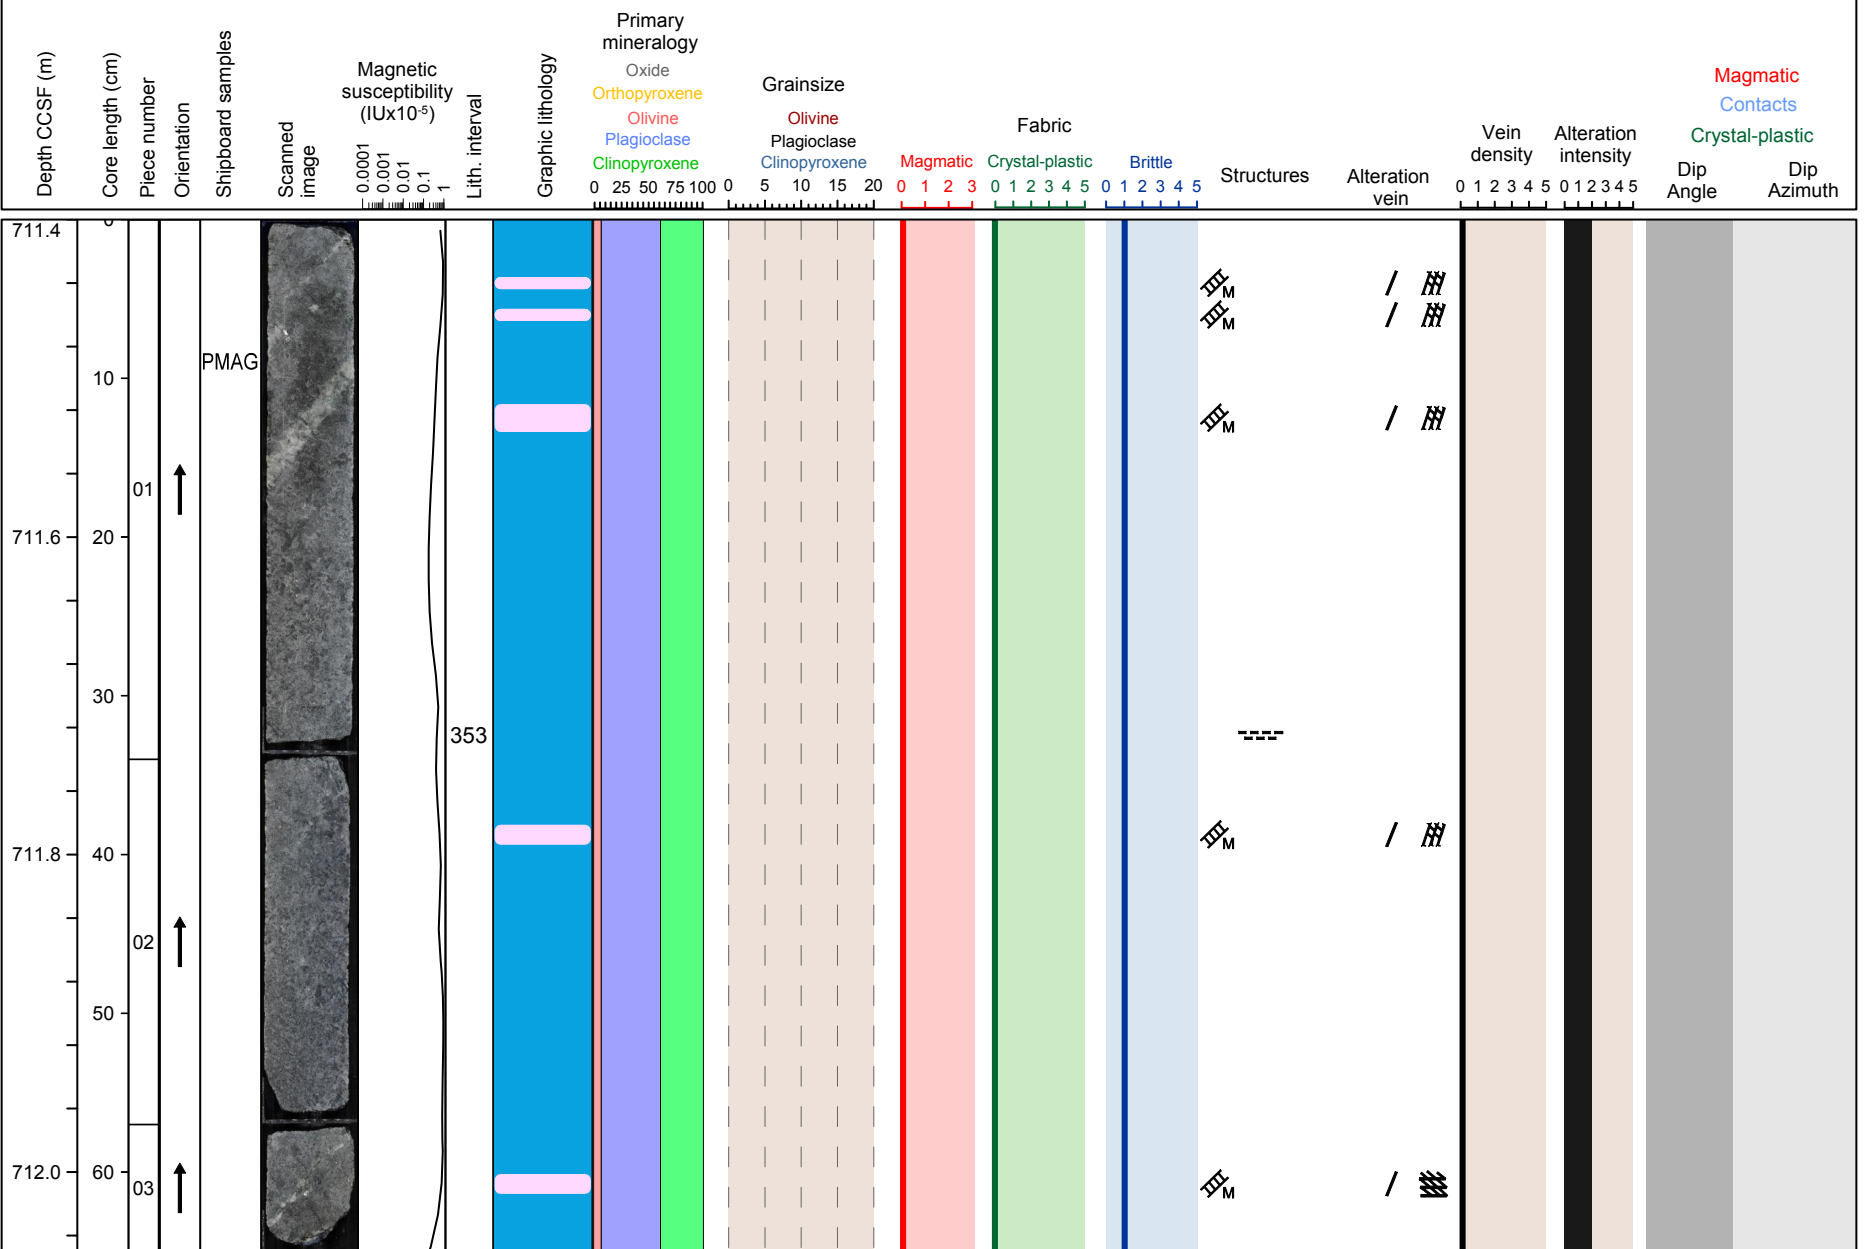 Depth CCSF (m)
Core length (cm)
Piece number
Orientation
Shipboard samples
Scanned
image
Magnetic
susceptibility
(IUx10-5)
0.0001
0.001
0.01
0.1
1
Lith. interval
Graphic lithology
Primary
mineralogy
Oxide
Orthopyroxene
Olivine
Plagioclase
Clinopyroxene
0 25 50 75 100
Grainsize
Olivine
Plagioclase
Clinopyroxene
0 5 10 15 20
Fabric
Magmatic
0 1 2 3
Crystal-plastic
0 1 2 3 4 5
Brittle
0 1 2 3 4 5
Structures
Alteration
vein
Vein
density
0 1 2 3 4 5
Alteration
intensity
0 1 2 3 4 5
Magmatic
Contacts
Crystal-plastic
Dip
Angle
Dip
Azimuth
711.4
0
M
M
PMAG
10
M
01
711.6
20
30
353
M
711.8
40
02
50
712.0
60
03
M